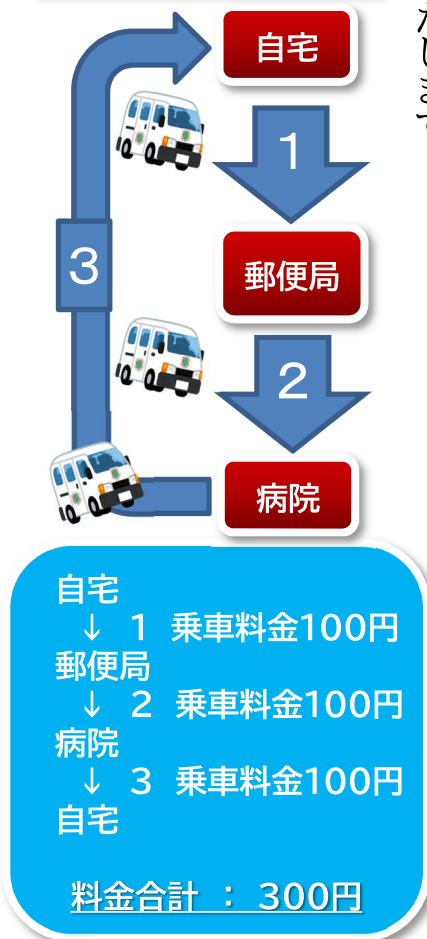 自宅
1
郵便局
2
病院
3
自宅
↓ 1 乗車料金100円
郵便局
↓ 2 乗車料金100円
病院
↓ 3 乗車料金100円
自宅
料金合計 : 300円